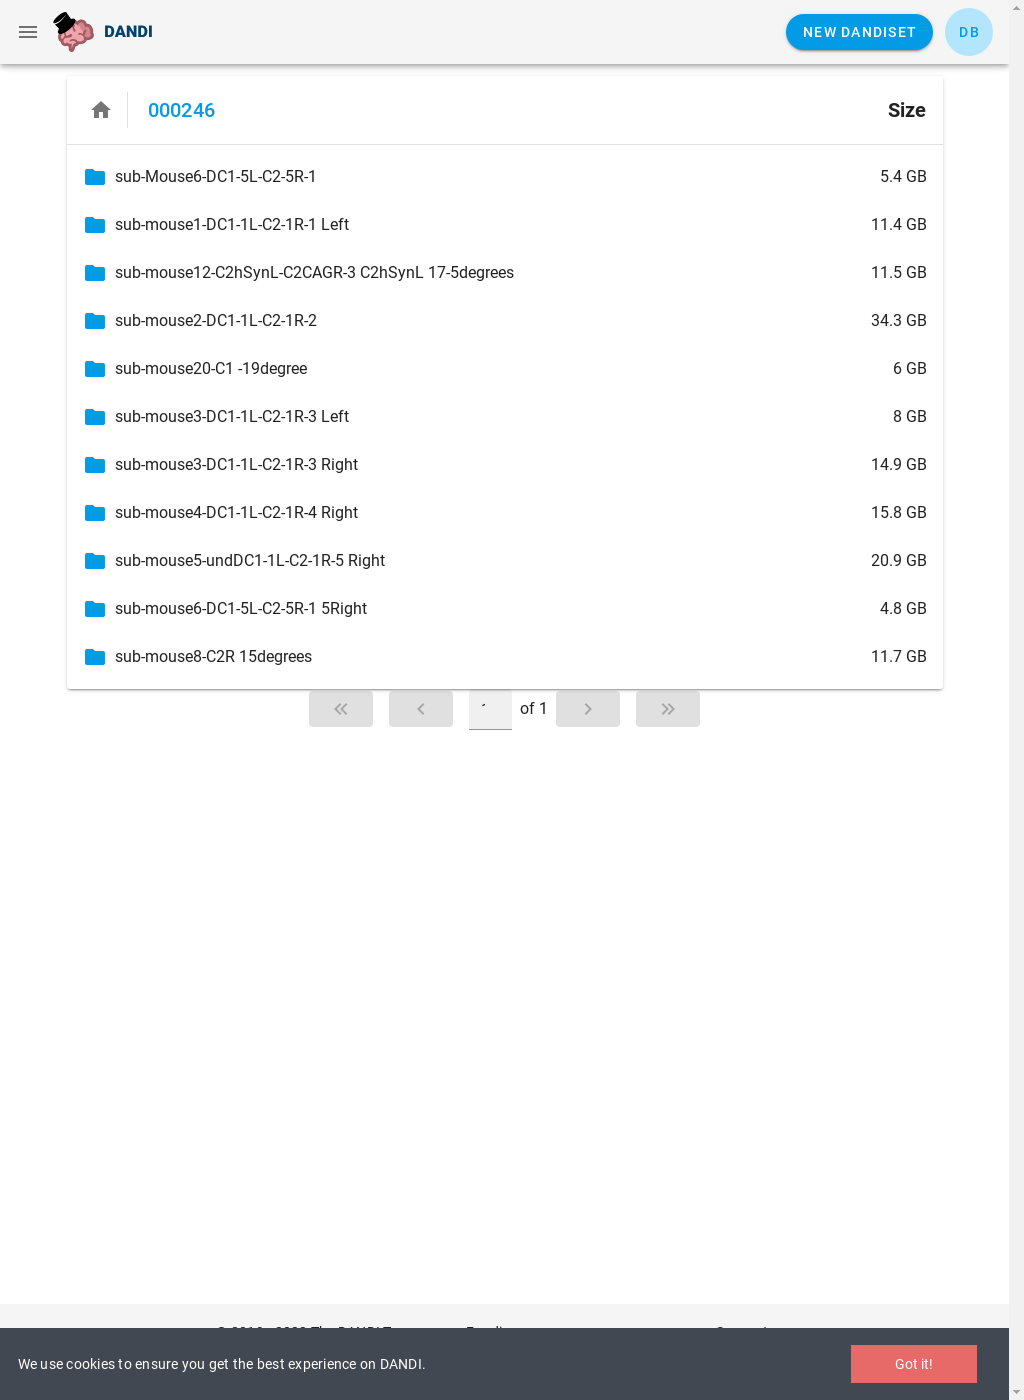 DANDI
NEW DANDISET
DB
000246
Size
sub-Mouse6-DC1-5L-C2-5R-1 5.4 GB
sub-mouse1-DC1-1L-C2-1R-1 Left 11.4 GB
sub-mouse12-C2hSynL-C2CAGR-3 C2hSynL 17-5degrees 11.5 GB
sub-mouse2-DC1-1L-C2-1R-2 34.3 GB
sub-mouse20-C1 -19degree 6 GB
sub-mouse3-DC1-1L-C2-1R-3 Left 8 GB
sub-mouse3-DC1-1L-C2-1R-3 Right 14.9 GB
sub-mouse4-DC1-1L-C2-1R-4 Right 15.8 GB
sub-mouse5-undDC1-1L-C2-1R-5 Right 20.9 GB
sub-mouse6-DC1-5L-C2-5R-1 5Right 4.8 GB
sub-mouse8-C2R 15degrees 11.7 GB
of 1
We use cookies to ensure you get the best experience on DANDI.
Got it!